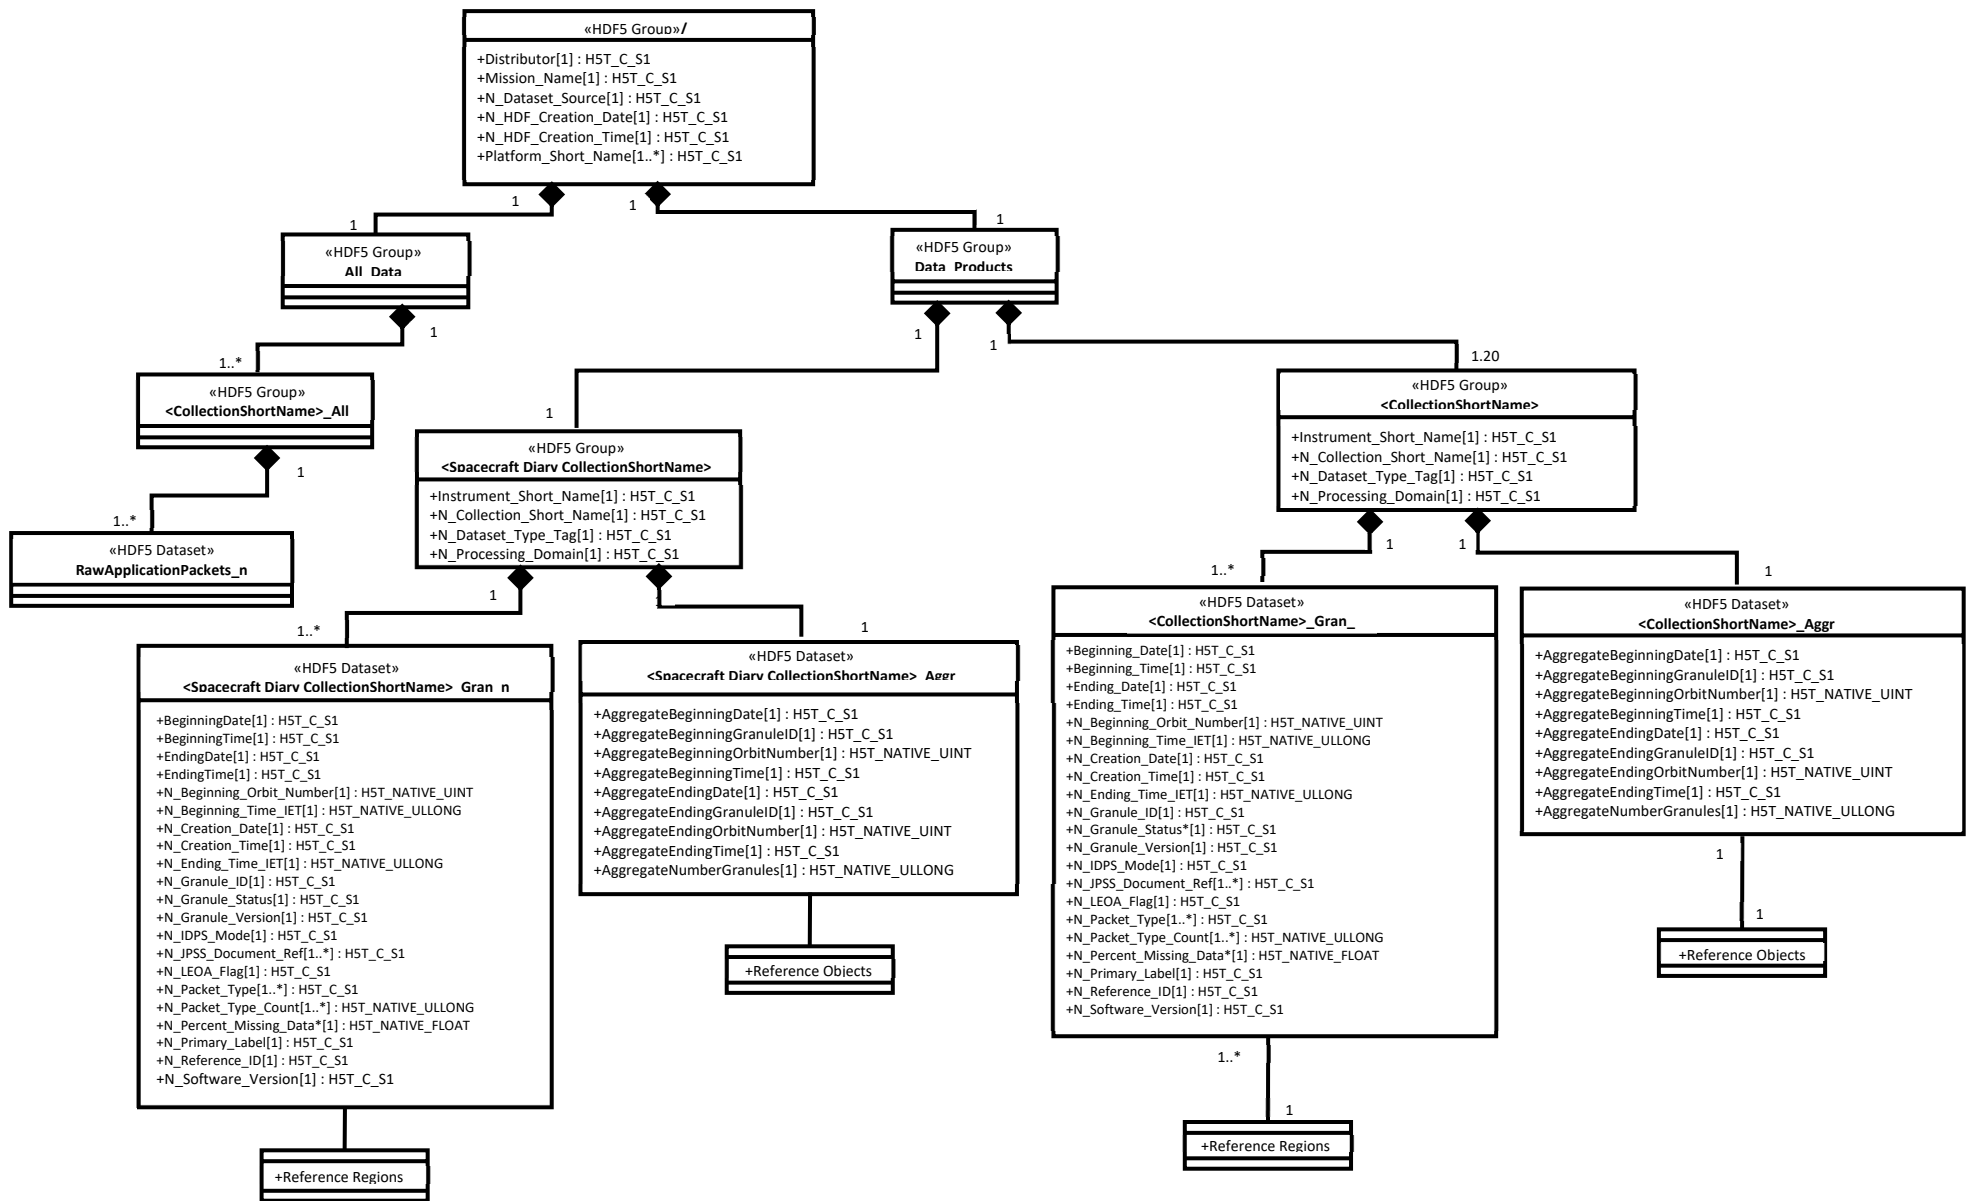 «HDF5 Group»/
+Distributor[1] : H5T_C_S1
+Mission_Name[1] : H5T_C_S1
+N_Dataset_Source[1] : H5T_C_S1
+N_HDF_Creation_Date[1] : H5T_C_S1
+N_HDF_Creation_Time[1] : H5T_C_S1
+Platform_Short_Name[1..*] : H5T_C_S1
1
1
1
1
«HDF5 Group»
All_Data
«HDF5 Group»
Data_Products
1
1
1
1..*
1.20
«HDF5 Group»
<CollectionShortName>_All
1
«HDF5 Group»
<CollectionShortName>
+Instrument_Short_Name[1] : H5T_C_S1
+N_Collection_Short_Name[1] : H5T_C_S1
+N_Dataset_Type_Tag[1] : H5T_C_S1
+N_Processing_Domain[1] : H5T_C_S1
1
«HDF5 Group»
<Spacecraft Diary CollectionShortName>
+Instrument_Short_Name[1] : H5T_C_S1
+N_Collection_Short_Name[1] : H5T_C_S1
+N_Dataset_Type_Tag[1] : H5T_C_S1
+N_Processing_Domain[1] : H5T_C_S1
1..*
«HDF5 Dataset»
RawApplicationPackets_n
1
1
1..*
1
1
1..*
1
«HDF5 Dataset»
<Spacecraft Diary CollectionShortName>_Gran_n
+BeginningDate[1] : H5T_C_S1
+BeginningTime[1] : H5T_C_S1
+EndingDate[1] : H5T_C_S1
+EndingTime[1] : H5T_C_S1
+N_Beginning_Orbit_Number[1] : H5T_NATIVE_UINT
+N_Beginning_Time_IET[1] : H5T_NATIVE_ULLONG
+N_Creation_Date[1] : H5T_C_S1
+N_Creation_Time[1] : H5T_C_S1
+N_Ending_Time_IET[1] : H5T_NATIVE_ULLONG
+N_Granule_ID[1] : H5T_C_S1
+N_Granule_Status[1] : H5T_C_S1
+N_Granule_Version[1] : H5T_C_S1
+N_IDPS_Mode[1] : H5T_C_S1
+N_JPSS_Document_Ref[1..*] : H5T_C_S1
+N_LEOA_Flag[1] : H5T_C_S1
+N_Packet_Type[1..*] : H5T_C_S1
+N_Packet_Type_Count[1..*] : H5T_NATIVE_ULLONG
+N_Percent_Missing_Data*[1] : H5T_NATIVE_FLOAT
+N_Primary_Label[1] : H5T_C_S1
+N_Reference_ID[1] : H5T_C_S1
+N_Software_Version[1] : H5T_C_S1
+Reference Regions
«HDF5 Dataset»
<Spacecraft Diary CollectionShortName>_Aggr
+AggregateBeginningDate[1] : H5T_C_S1
+AggregateBeginningGranuleID[1] : H5T_C_S1
+AggregateBeginningOrbitNumber[1] : H5T_NATIVE_UINT
+AggregateBeginningTime[1] : H5T_C_S1
+AggregateEndingDate[1] : H5T_C_S1
+AggregateEndingGranuleID[1] : H5T_C_S1
+AggregateEndingOrbitNumber[1] : H5T_NATIVE_UINT
+AggregateEndingTime[1] : H5T_C_S1
+AggregateNumberGranules[1] : H5T_NATIVE_ULLONG
+Reference Objects
«HDF5 Dataset»
<CollectionShortName>_Gran_
+Beginning_Date[1] : H5T_C_S1
+Beginning_Time[1] : H5T_C_S1
+Ending_Date[1] : H5T_C_S1
+Ending_Time[1] : H5T_C_S1
+N_Beginning_Orbit_Number[1] : H5T_NATIVE_UINT
+N_Beginning_Time_IET[1] : H5T_NATIVE_ULLONG
+N_Creation_Date[1] : H5T_C_S1
+N_Creation_Time[1] : H5T_C_S1
+N_Ending_Time_IET[1] : H5T_NATIVE_ULLONG
+N_Granule_ID[1] : H5T_C_S1
+N_Granule_Status*[1] : H5T_C_S1
+N_Granule_Version[1] : H5T_C_S1
+N_IDPS_Mode[1] : H5T_C_S1
+N_JPSS_Document_Ref[1..*] : H5T_C_S1
+N_LEOA_Flag[1] : H5T_C_S1
+N_Packet_Type[1..*] : H5T_C_S1
+N_Packet_Type_Count[1..*] : H5T_NATIVE_ULLONG
+N_Percent_Missing_Data*[1] : H5T_NATIVE_FLOAT
+N_Primary_Label[1] : H5T_C_S1
+N_Reference_ID[1] : H5T_C_S1
+N_Software_Version[1] : H5T_C_S1
1..*
1
+Reference Regions
«HDF5 Dataset»
<CollectionShortName>_Aggr
+AggregateBeginningDate[1] : H5T_C_S1
+AggregateBeginningGranuleID[1] : H5T_C_S1
+AggregateBeginningOrbitNumber[1] : H5T_NATIVE_UINT
+AggregateBeginningTime[1] : H5T_C_S1
+AggregateEndingDate[1] : H5T_C_S1
+AggregateEndingGranuleID[1] : H5T_C_S1
+AggregateEndingOrbitNumber[1] : H5T_NATIVE_UINT
+AggregateEndingTime[1] : H5T_C_S1
+AggregateNumberGranules[1] : H5T_NATIVE_ULLONG
1
1
+Reference Objects